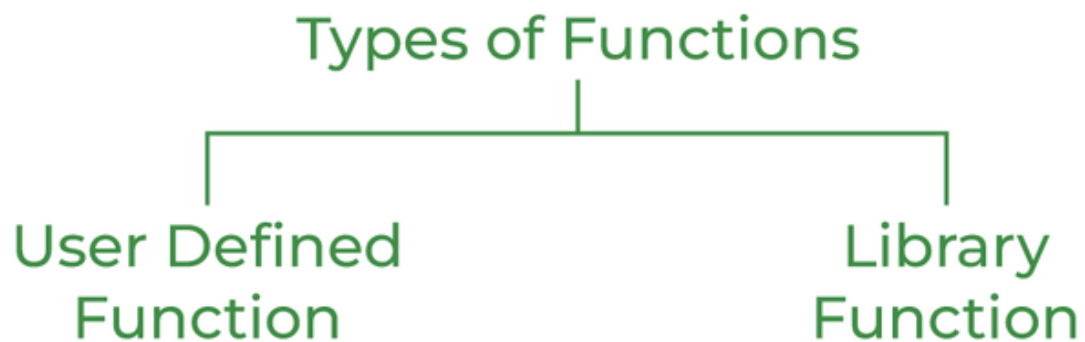 Types of Functions
User Defined
Function
Library
Function